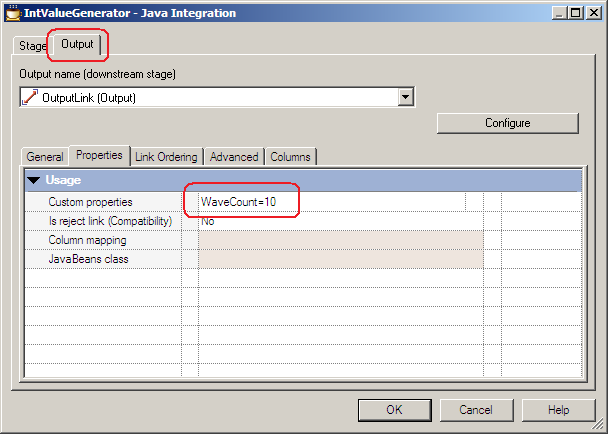 IntValueGenerator - Java Integration
Stage Output
Output name (downstream stage)
OutputLink (Output)
Configure
General Properties Link Ordering Advanced Columns
Usage
Custom properties WaveCount=10
Is reject link (Compatibility) No
Column mapping
JavaBeans class
OK Cancel Help